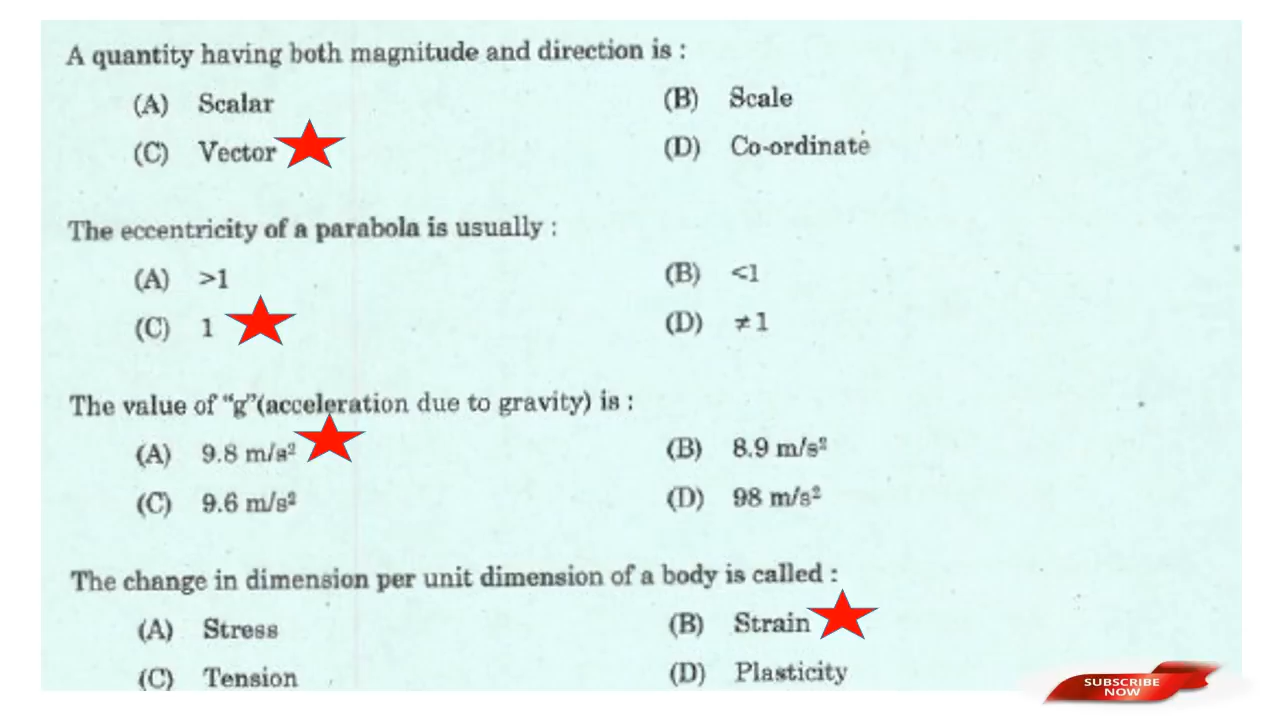 A quantity having both magnitude and direction is :
(A) Scalar (B) Scale
(C) Vector (D) Co-ordinate
The eccentricity of a parabola is usually :
(A) >1 (B) <1
(C) 1 (D) ≠1
The value of “g”(acceleration due to gravity) is :
(A) 9.8 m/s² (B) 8.9 m/s²
(C) 9.6 m/s² (D) 98 m/s²
The change in dimension per unit dimension of a body is called :
(A) Stress (B) Strain
(C) Tension (D) Plasticity
SUBSCRIBE
NOW